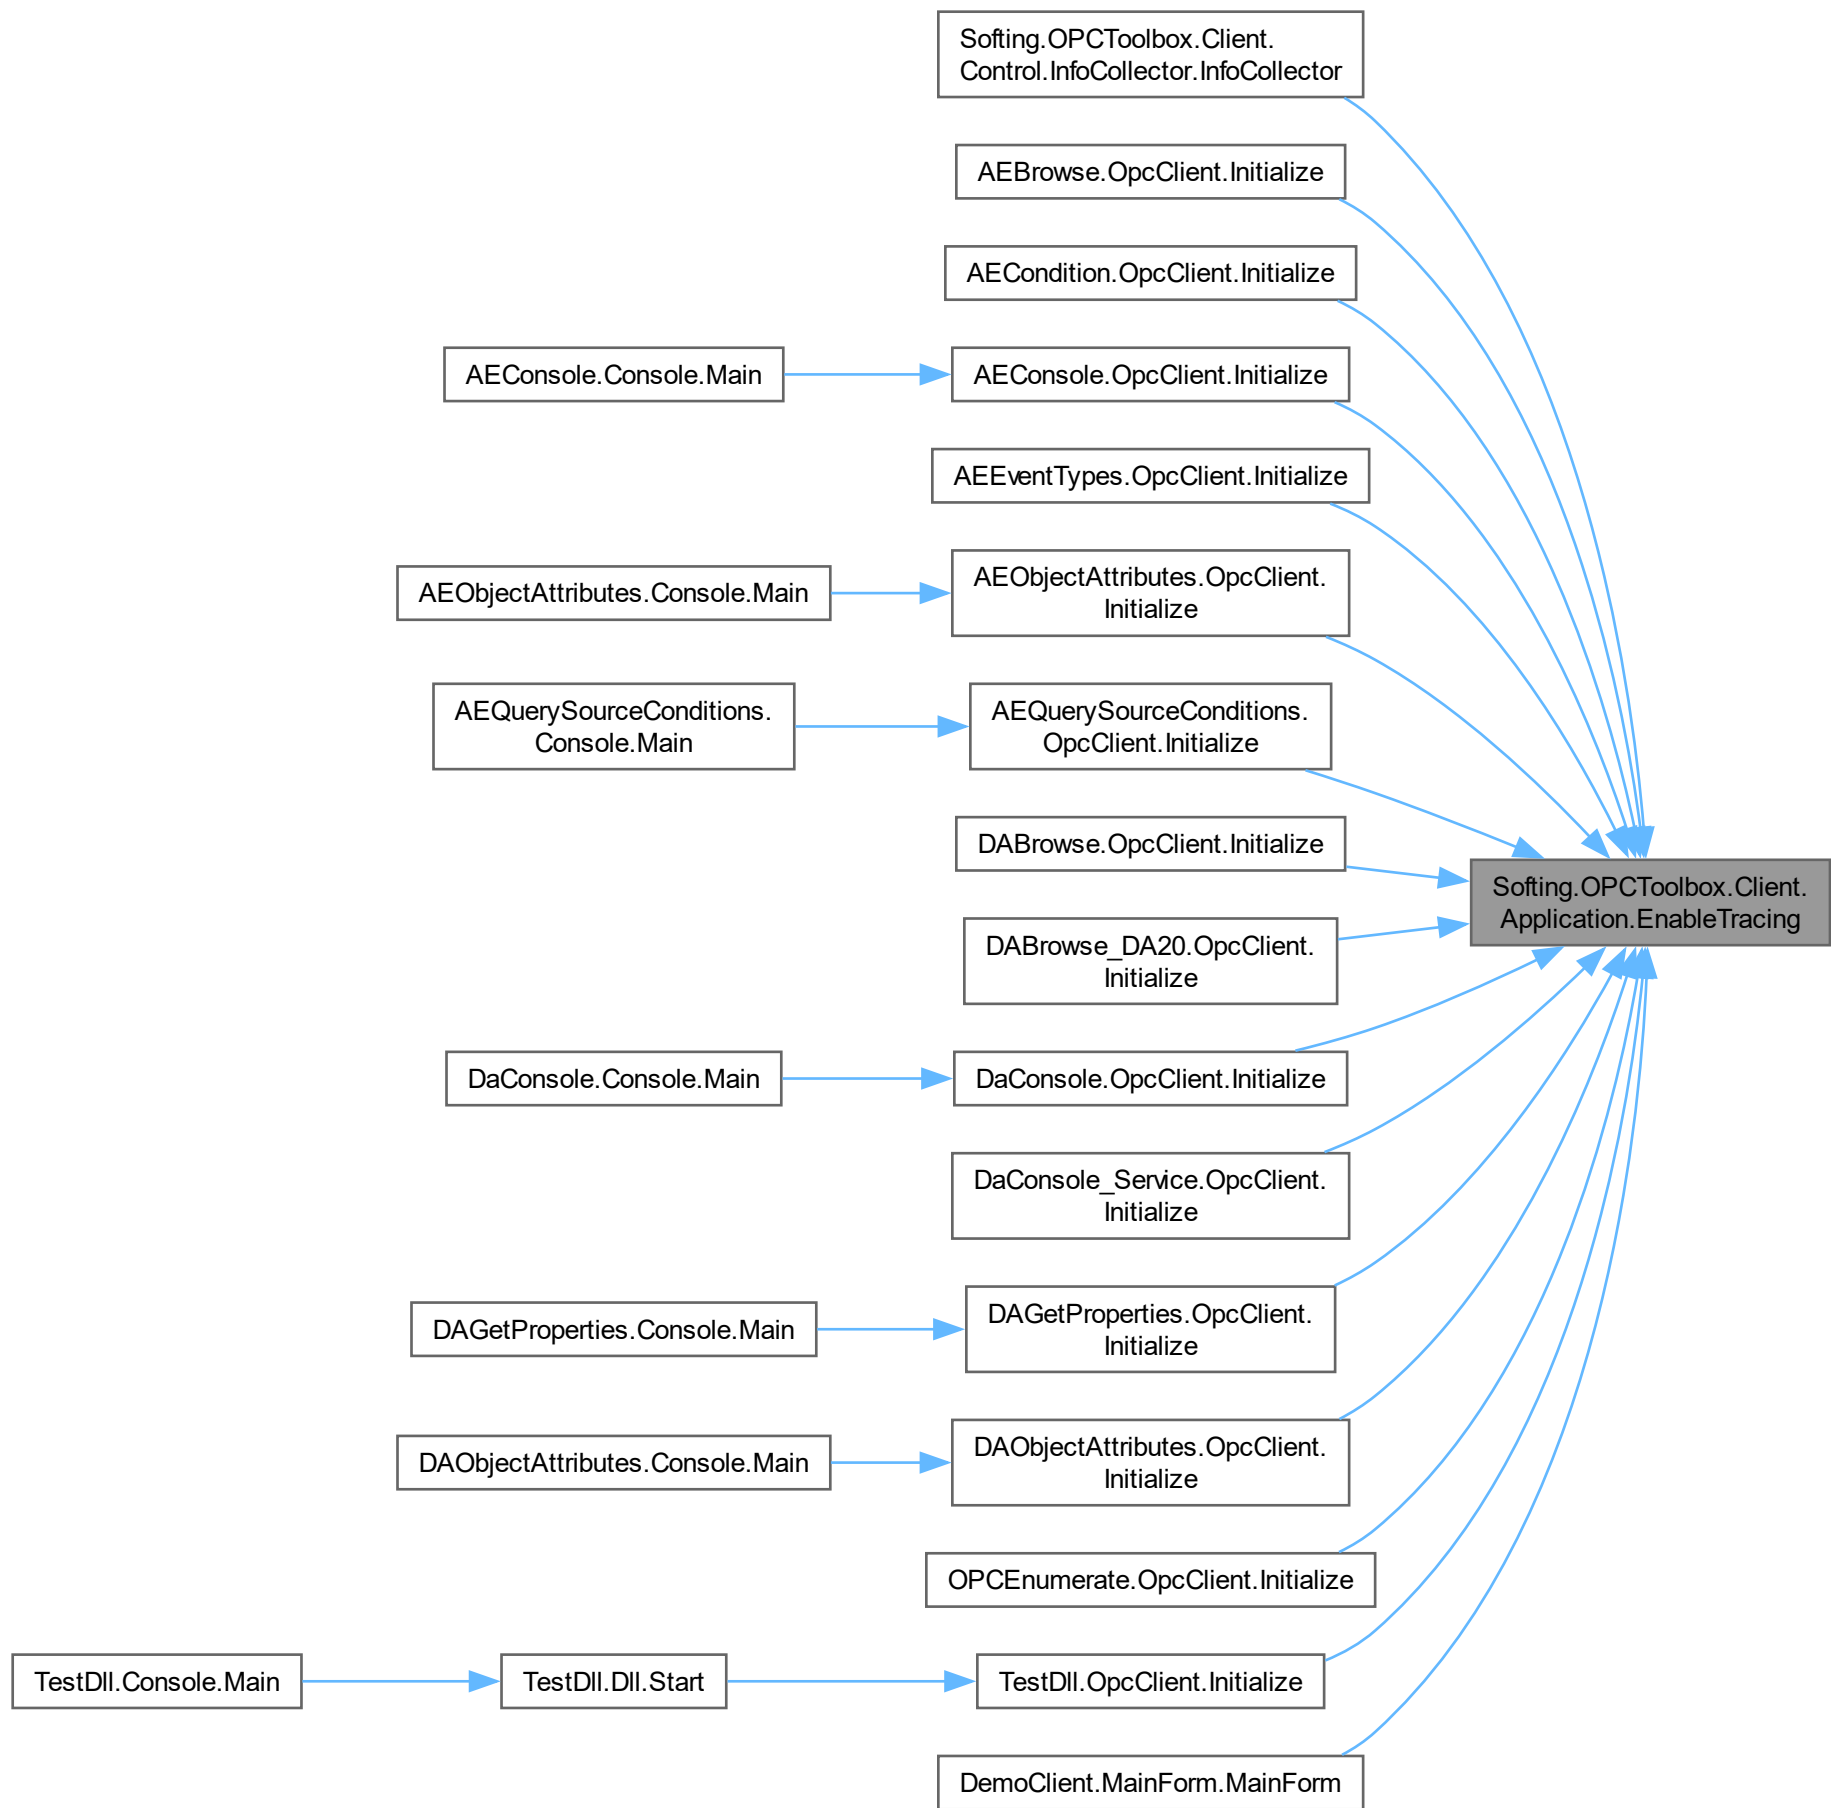 Softing.OPCToolbox.Client.
Control.InfoCollector.InfoCollector
AEBrowse.OpcClient.Initialize
AECondition.OpcClient.Initialize
AEConsole.Console.Main
AEConsole.OpcClient.Initialize
AEEventTypes.OpcClient.Initialize
AEObjectAttributes.Console.Main
AEObjectAttributes.OpcClient.
Initialize
AEQuerySourceConditions.
Console.Main
AEQuerySourceConditions.
OpcClient.Initialize
DABrowse.OpcClient.Initialize
Softing.OPCToolbox.Client.
Application.EnableTracing
DABrowse_DA20.OpcClient.
Initialize
DaConsole.Console.Main
DaConsole.OpcClient.Initialize
DaConsole_Service.OpcClient.
Initialize
DAGetProperties.Console.Main
DAGetProperties.OpcClient.
Initialize
DAObjectAttributes.Console.Main
DAObjectAttributes.OpcClient.
Initialize
OPCEnumerate.OpcClient.Initialize
TestDll.Console.Main
TestDll.Dll.Start
TestDll.OpcClient.Initialize
DemoClient.MainForm.MainForm